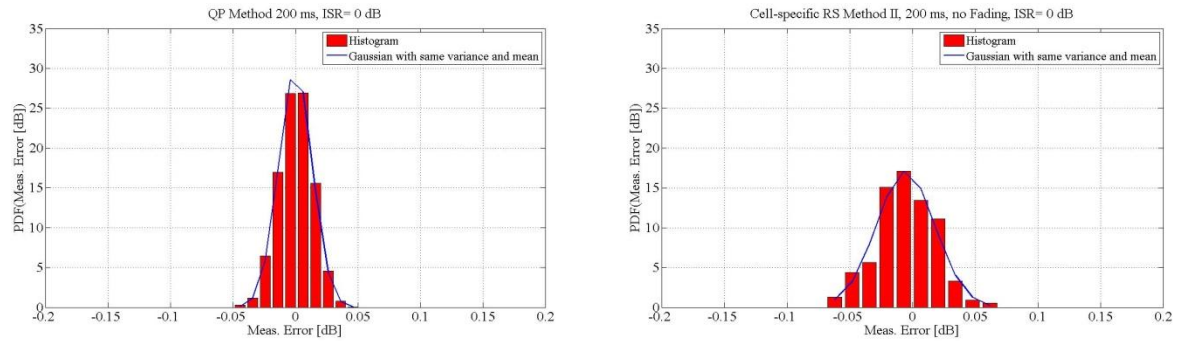 QP Method 200 ms, ISR= 0 dB
Histogram
Gaussian with same variance and mean
PDF(Meas. Error [dB])
35
30
25
20
15
10
5
0
-0.2 -0.15 -0.1 -0.05 0 0.05 0.1 0.15 0.2
Meas. Error [dB]
Cell-specific RS Method II, 200 ms, no Fading, ISR= 0 dB
Histogram
Gaussian with same variance and mean
PDF(Meas. Error [dB])
35
30
25
20
15
10
5
0
-0.2 -0.15 -0.1 -0.05 0 0.05 0.1 0.15 0.2
Meas. Error [dB]